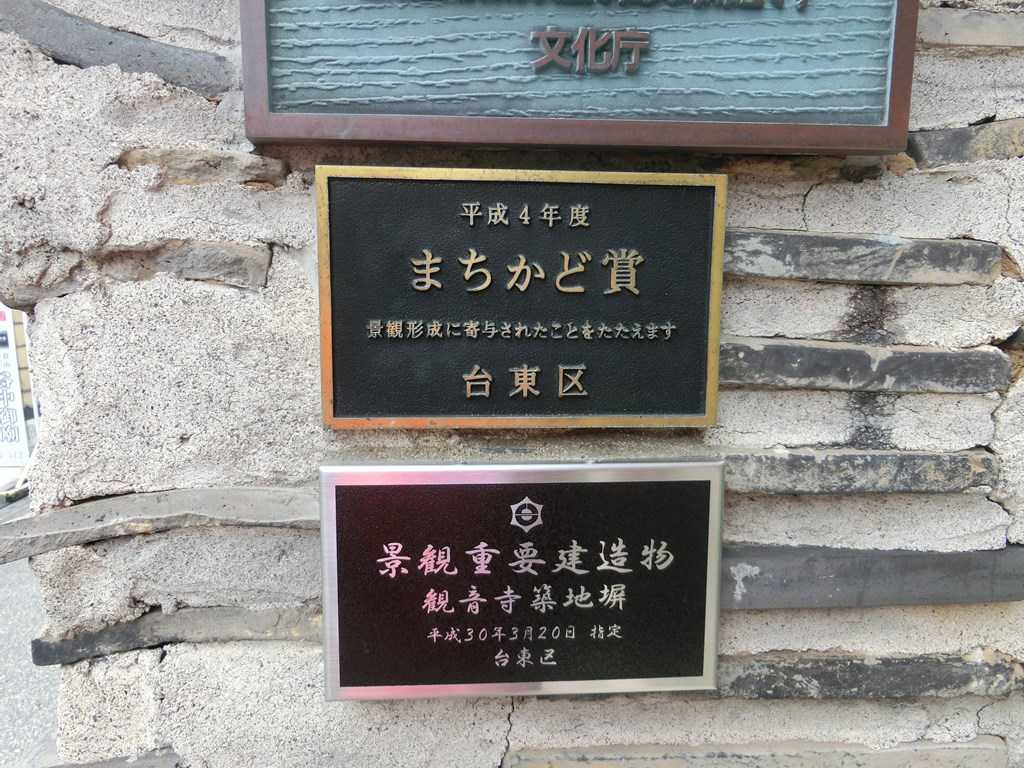 文化庁
平成4年度
まちかど賞
景観形成に寄与されたことをたたえます
台東区
景観重要建造物
観音寺築地塀
平成30年3月20日 指定
台東区